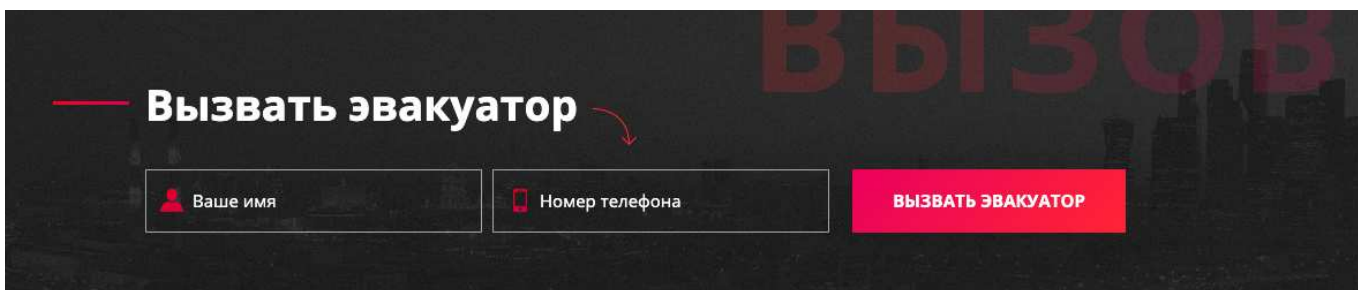 ВЫЗОВ
Вызвать эвакуатор
Ваше имя
Номер телефона
ВЫЗВАТЬ ЭВАКУАТОР